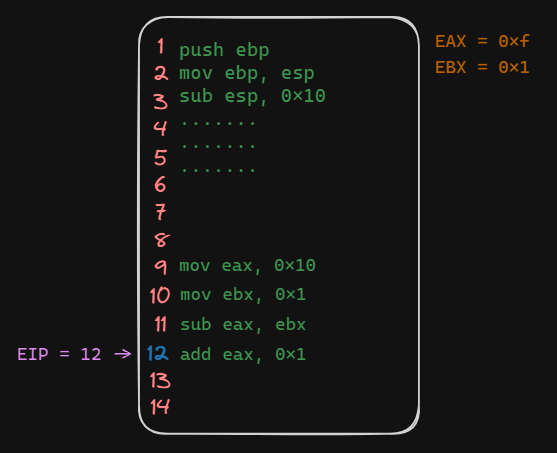 1 push ebp
2 mov ebp, esp
3 sub esp, 0×10
4 .......
5 .......
6 .......
7
8
9 mov eax, 0×10
10 mov ebx, 0×1
11 sub eax, ebx
EIP = 12 → 12 add eax, 0×1
13
14
EAX = 0×f
EBX = 0×1